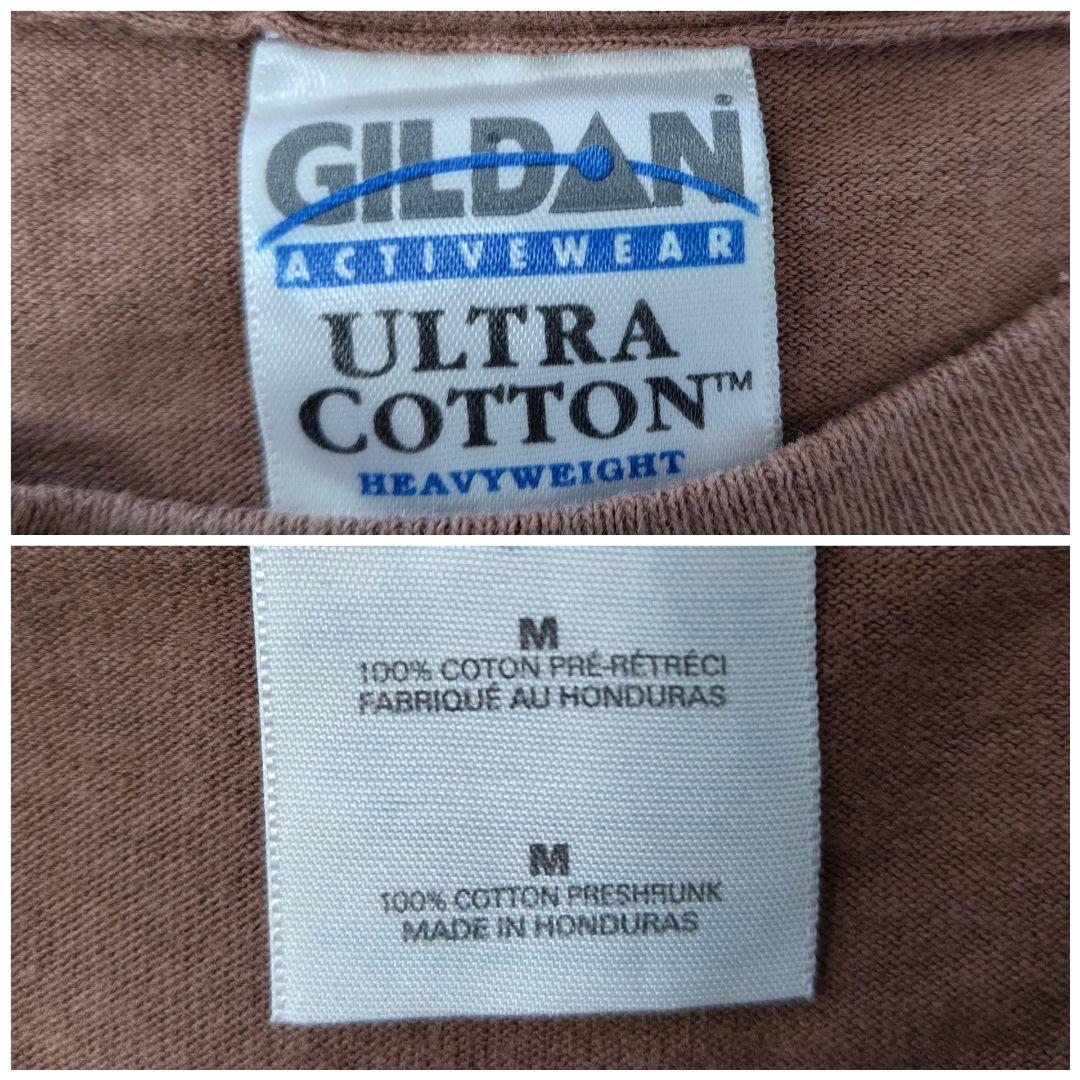 GILDAN®
ACTIVEWEAR
ULTRA
COTTON™
HEAVYWEIGHT
M
100% COTON PRÉ-RÉTRÉCI
FABRIQUÉ AU HONDURAS
M
100% COTTON PRESHRUNK
MADE IN HONDURAS